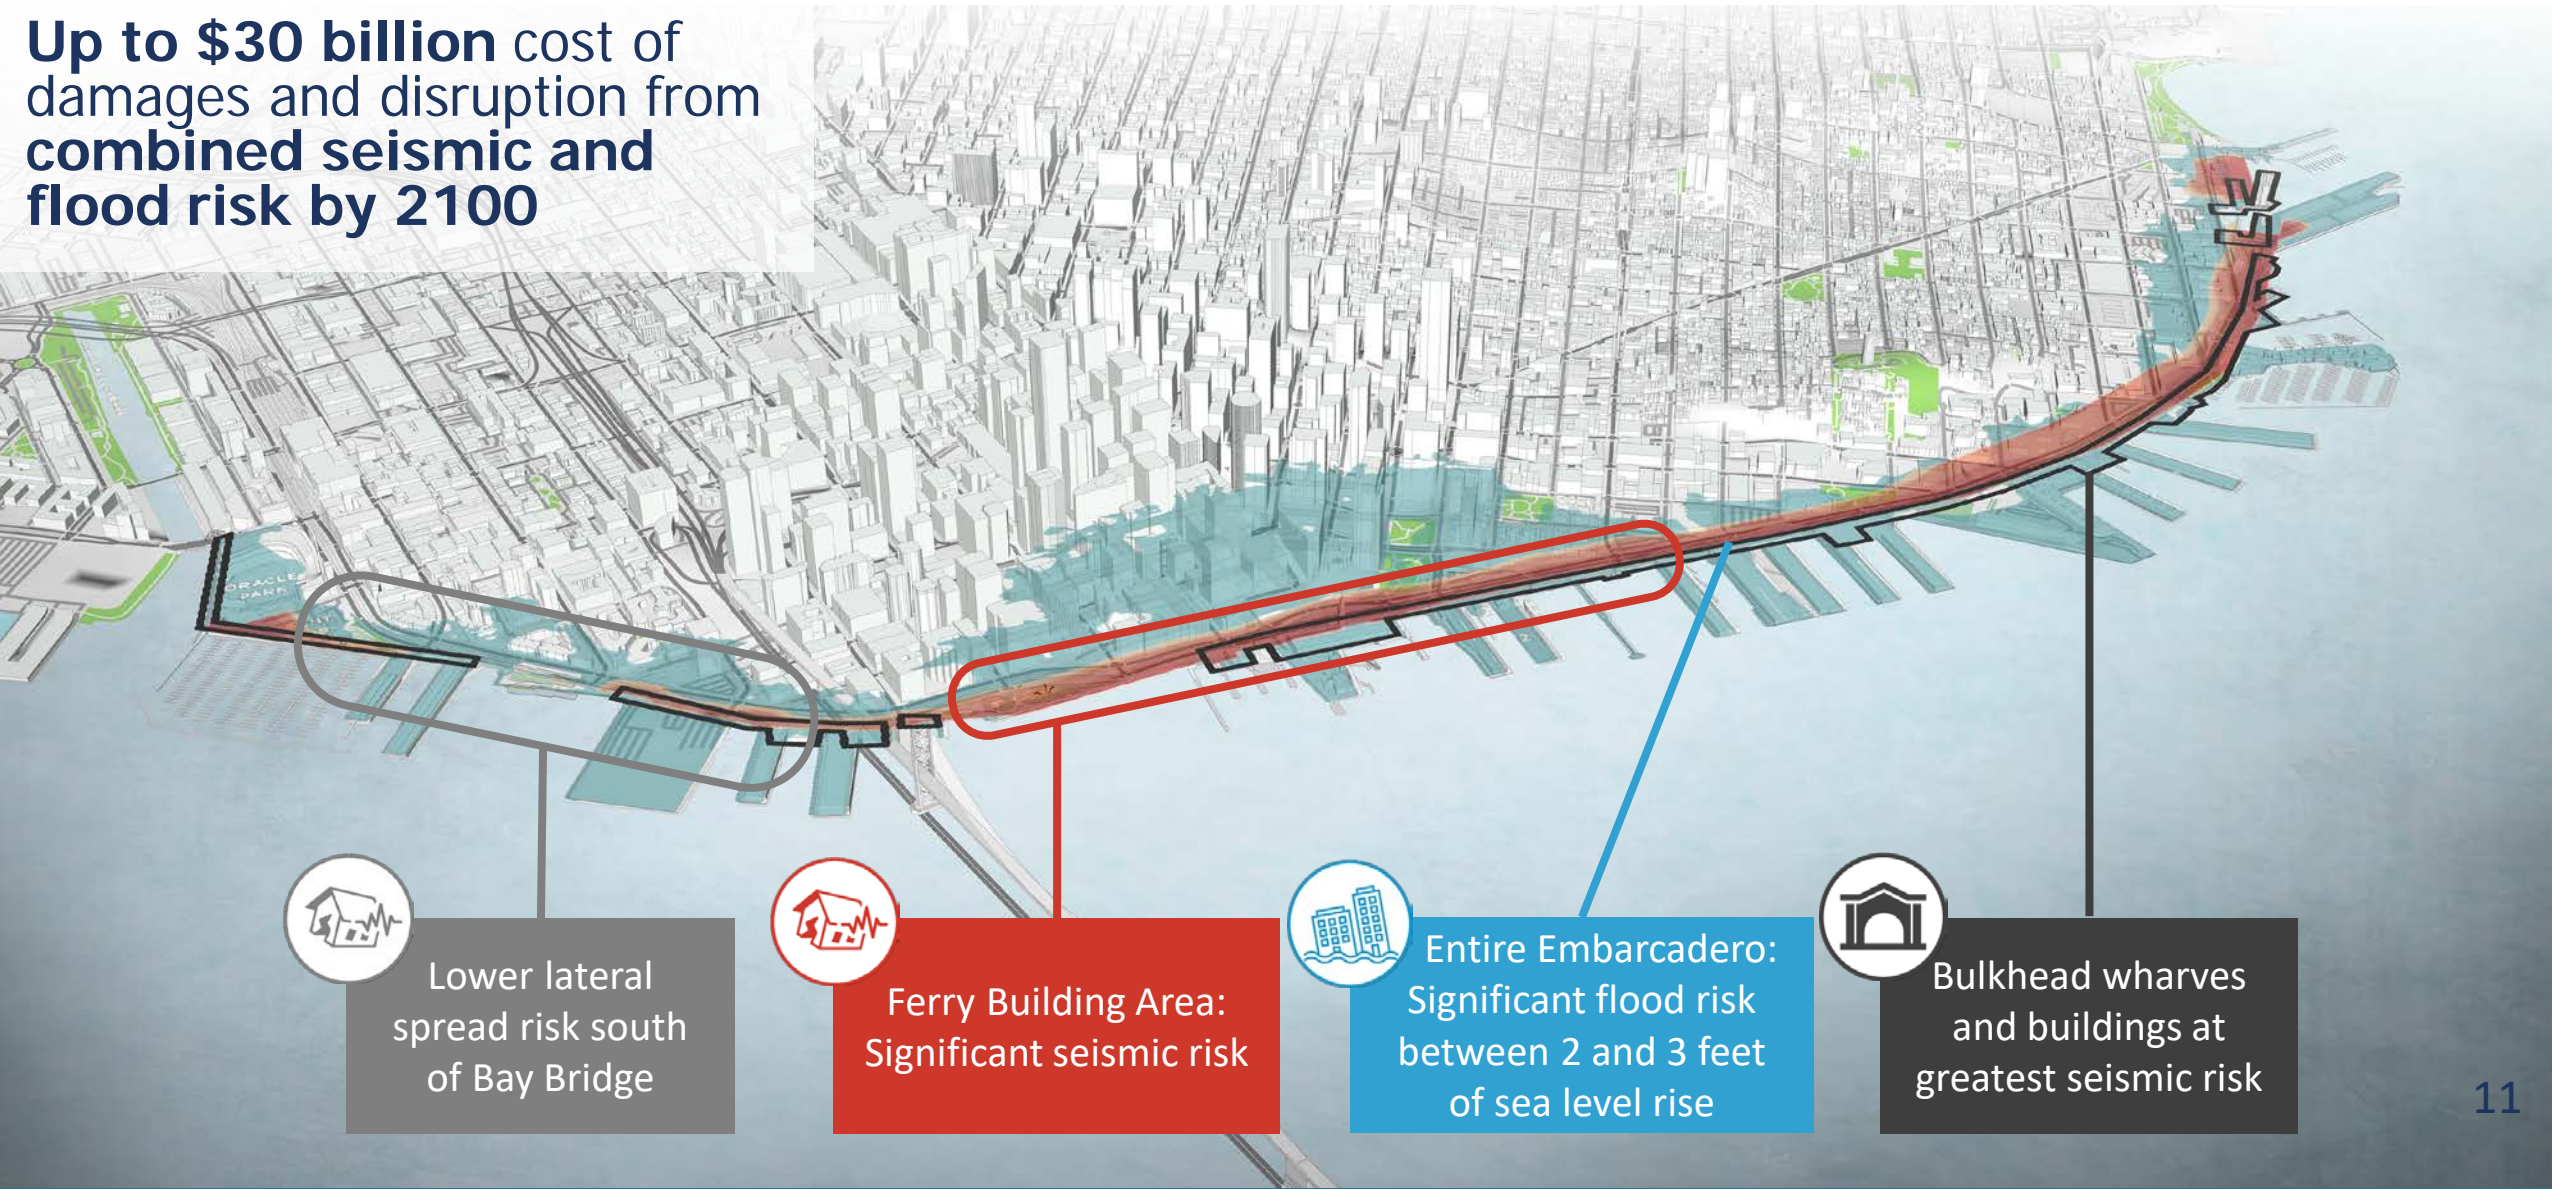 Up to $30 billion cost of
damages and disruption from
combined seismic and
flood risk by 2100
ORACLE
PARK
Lower lateral
spread risk south
of Bay Bridge
Ferry Building Area:
Significant seismic risk
Entire Embarcadero:
Significant flood risk
between 2 and 3 feet
of sea level rise
Bulkhead wharves
and buildings at
greatest seismic risk
11